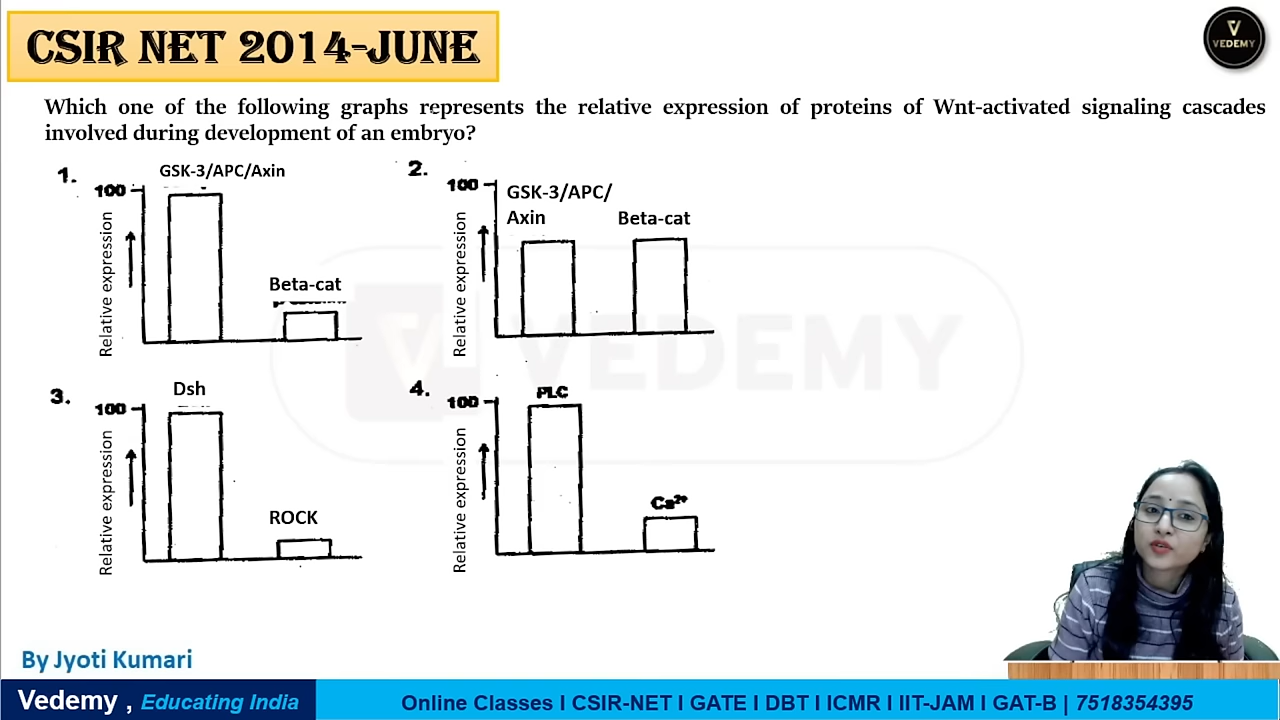 CSIR NET 2014-JUNE
VEDEMY
Which one of the following graphs represents the relative expression of proteins of Wnt-activated signaling cascades
involved during development of an embryo?
1.
GSK-3/APC/Axin
100
Relative expression
Beta-cat
2.
100
GSK-3/APC/
Axin
Beta-cat
Relative expression
VEDEMY
3.
Dsh
100
Relative expression
ROCK
4.
PLC
100
Relative expression
Ca²⁺
By Jyoti Kumari
Vedemy , Educating India
Online Classes I CSIR-NET I GATE I DBT I ICMR I IIT-JAM I GAT-B | 7518354395